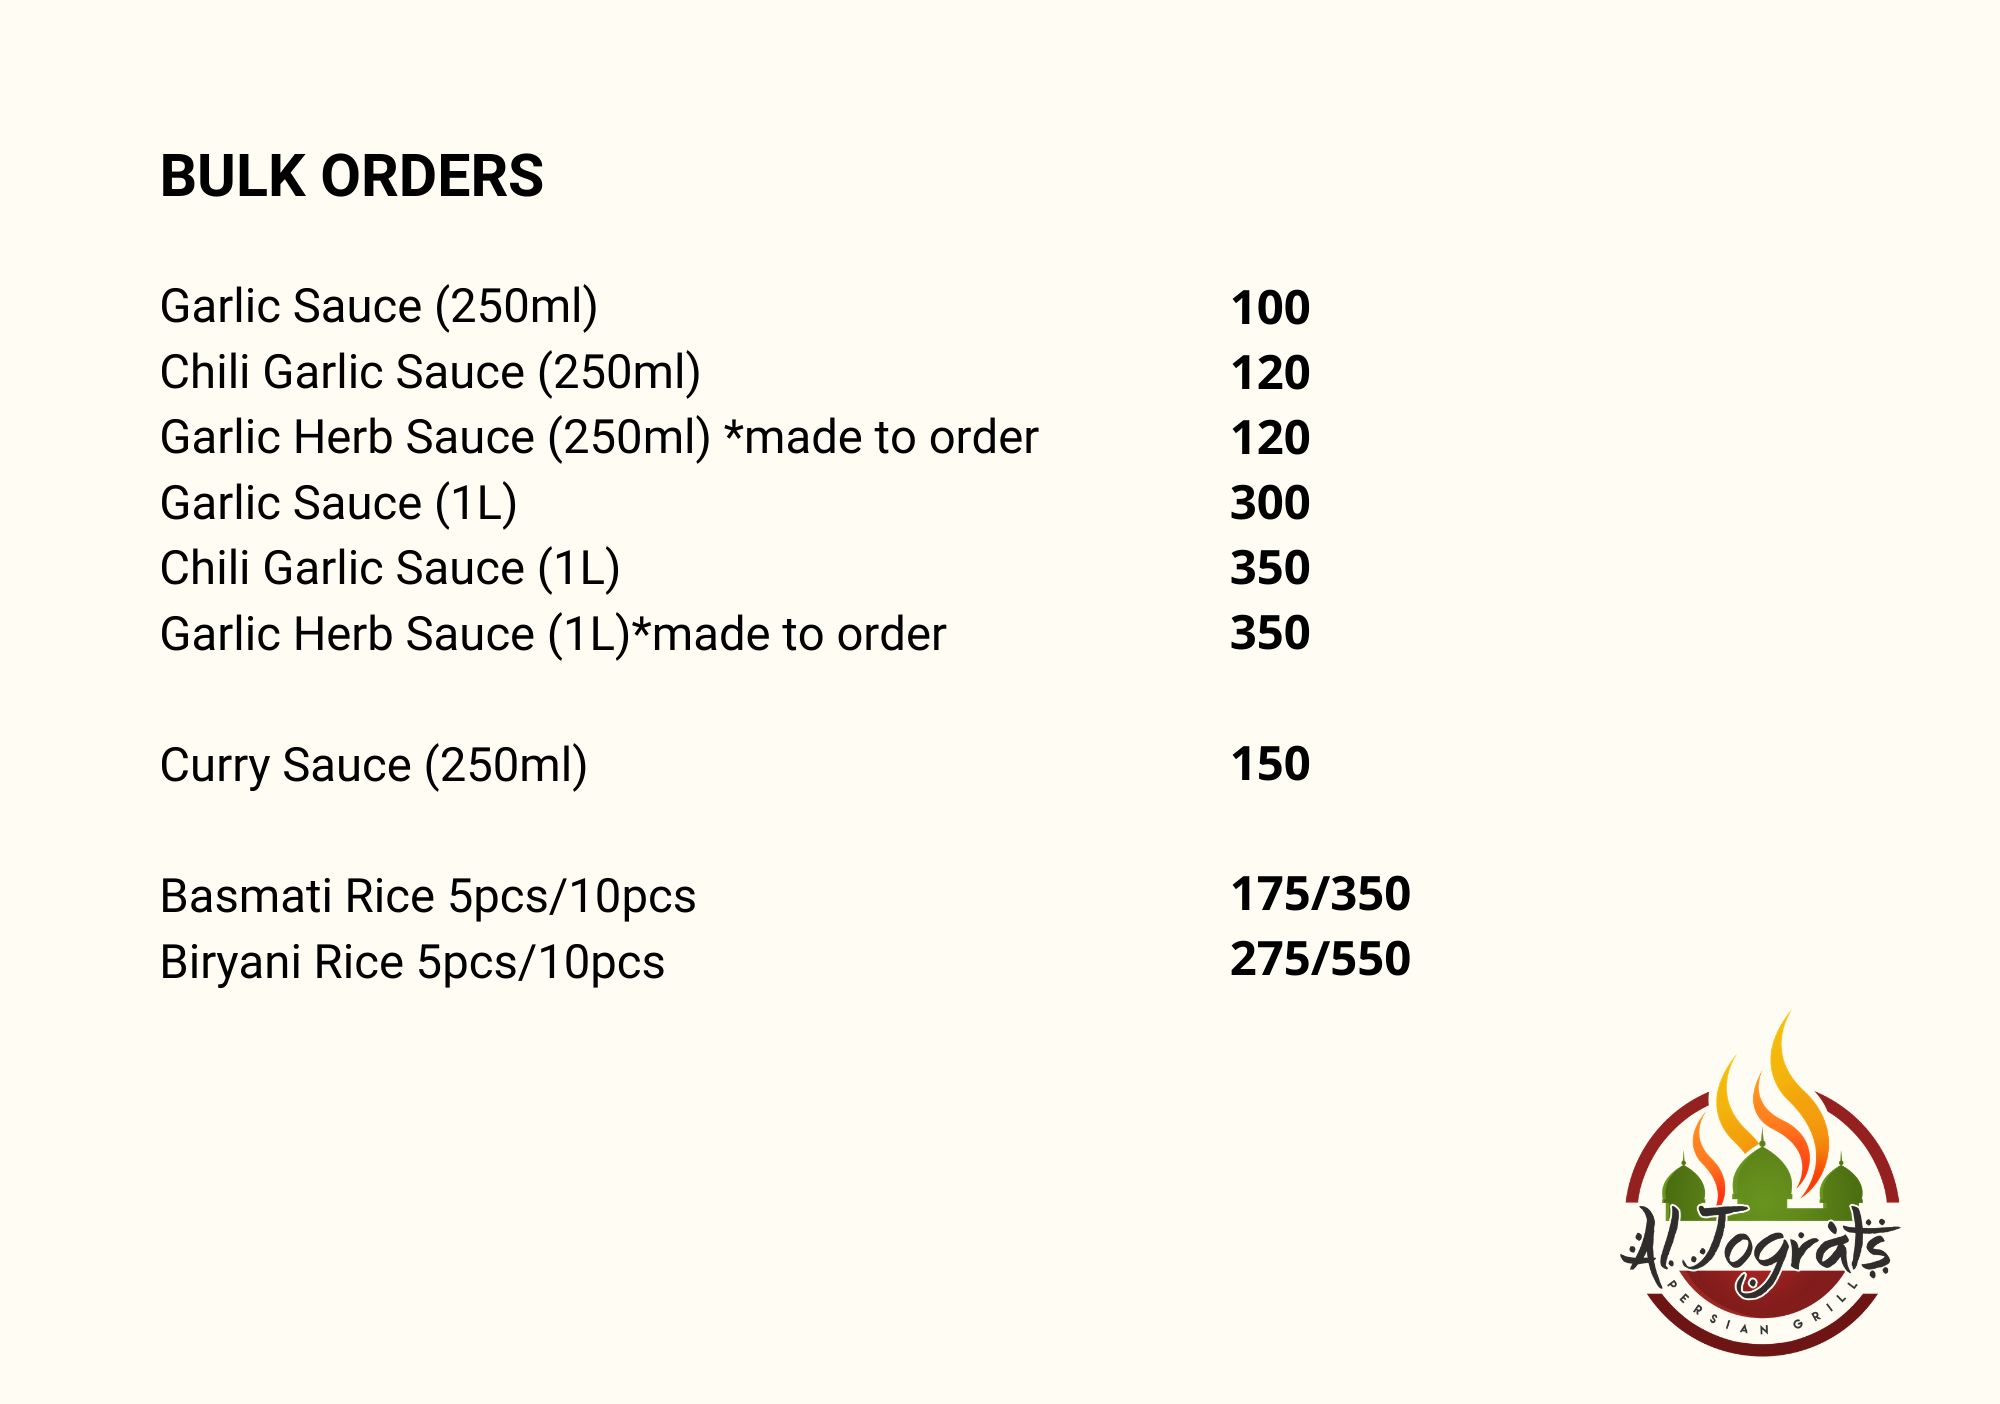 BULK ORDERS
Garlic Sauce (250ml) 100
Chili Garlic Sauce (250ml) 120
Garlic Herb Sauce (250ml) *made to order 120
Garlic Sauce (1L) 300
Chili Garlic Sauce (1L) 350
Garlic Herb Sauce (1L)*made to order 350
Curry Sauce (250ml) 150
Basmati Rice 5pcs/10pcs 175/350
Biryani Rice 5pcs/10pcs 275/550
Al Jograts
PERSIAN GRILL